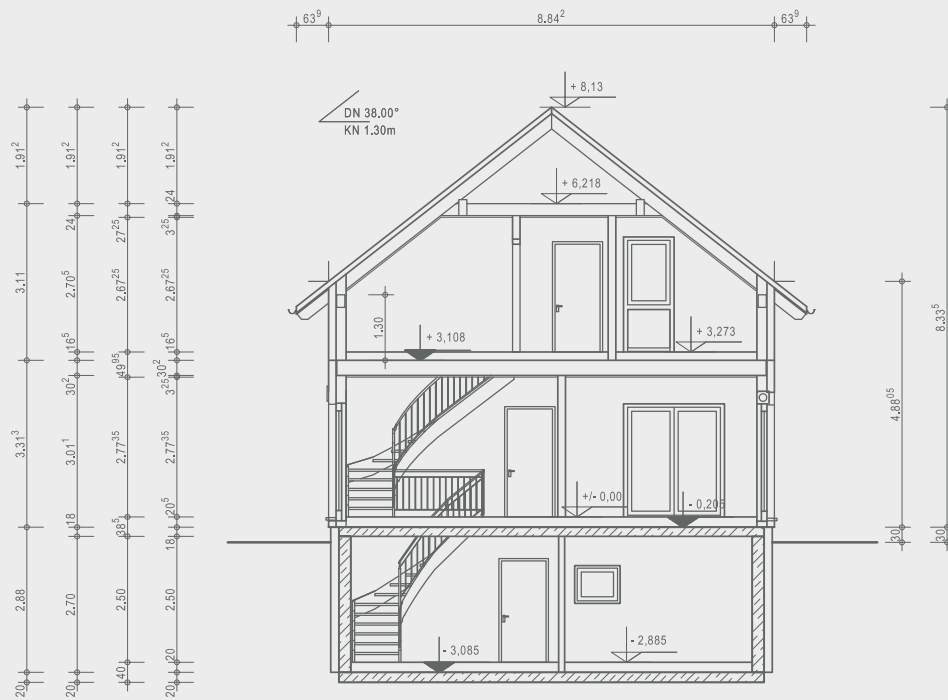 63⁹ 8.84² 63⁹
+ 8,13
DN 38.00°
KN 1.30m
1.91² 1.91² 1.91² 1.91²
+ 6,218
24
24 27²⁵ 3²⁵
3.11 2.70⁵ 2.67²⁵ 2.67²⁵
8.33⁵
1.30
+ 3,108 + 3,273
16⁵ 49⁹⁵ 16⁵
30² 30² 3²⁵
4.88⁰⁵
3.31³ 3.01¹ 2.77³⁵ 2.77³⁵
+/- 0,00 - 0,205
18 38⁵ 20⁵
18
30 30
2.88 2.70 2.50 2.50
- 3,085 - 2,885
40 20
20 20 20